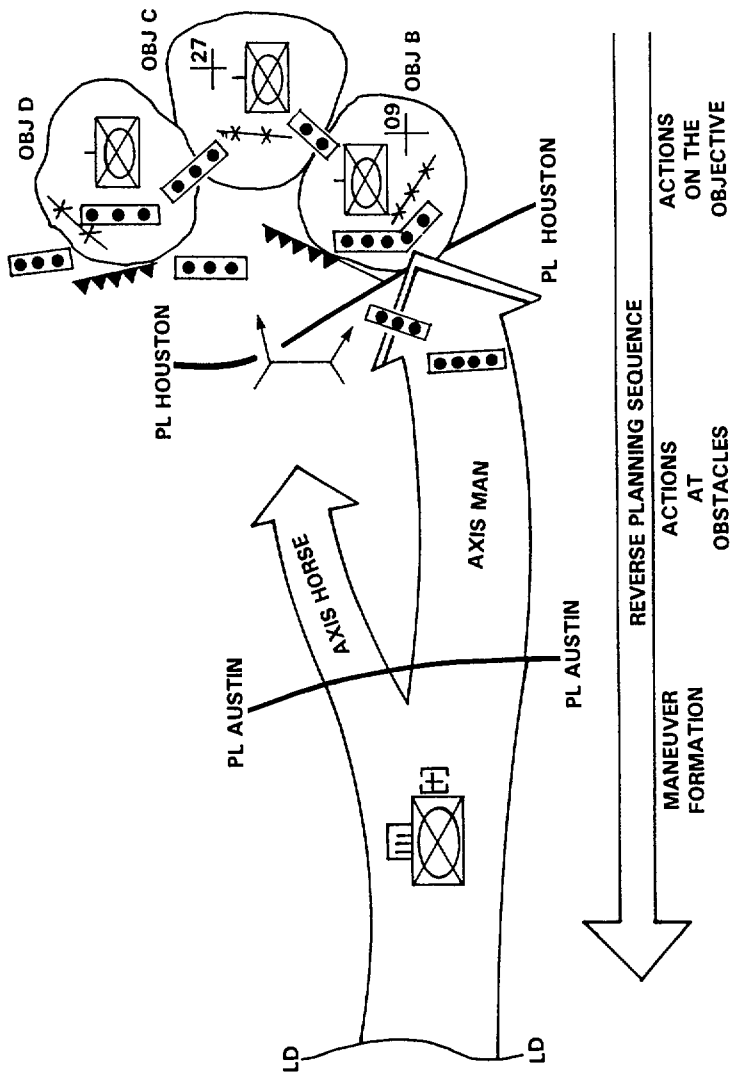 OBJ D
OBJ C
PL HOUSTON
27
PL AUSTIN
LD
AXIS HORSE
09
OBJ B
AXIS MAN
LD
PL HOUSTON
PL AUSTIN
REVERSE PLANNING SEQUENCE
MANEUVER
FORMATION
ACTIONS
AT
OBSTACLES
ACTIONS
ON THE
OBJECTIVE